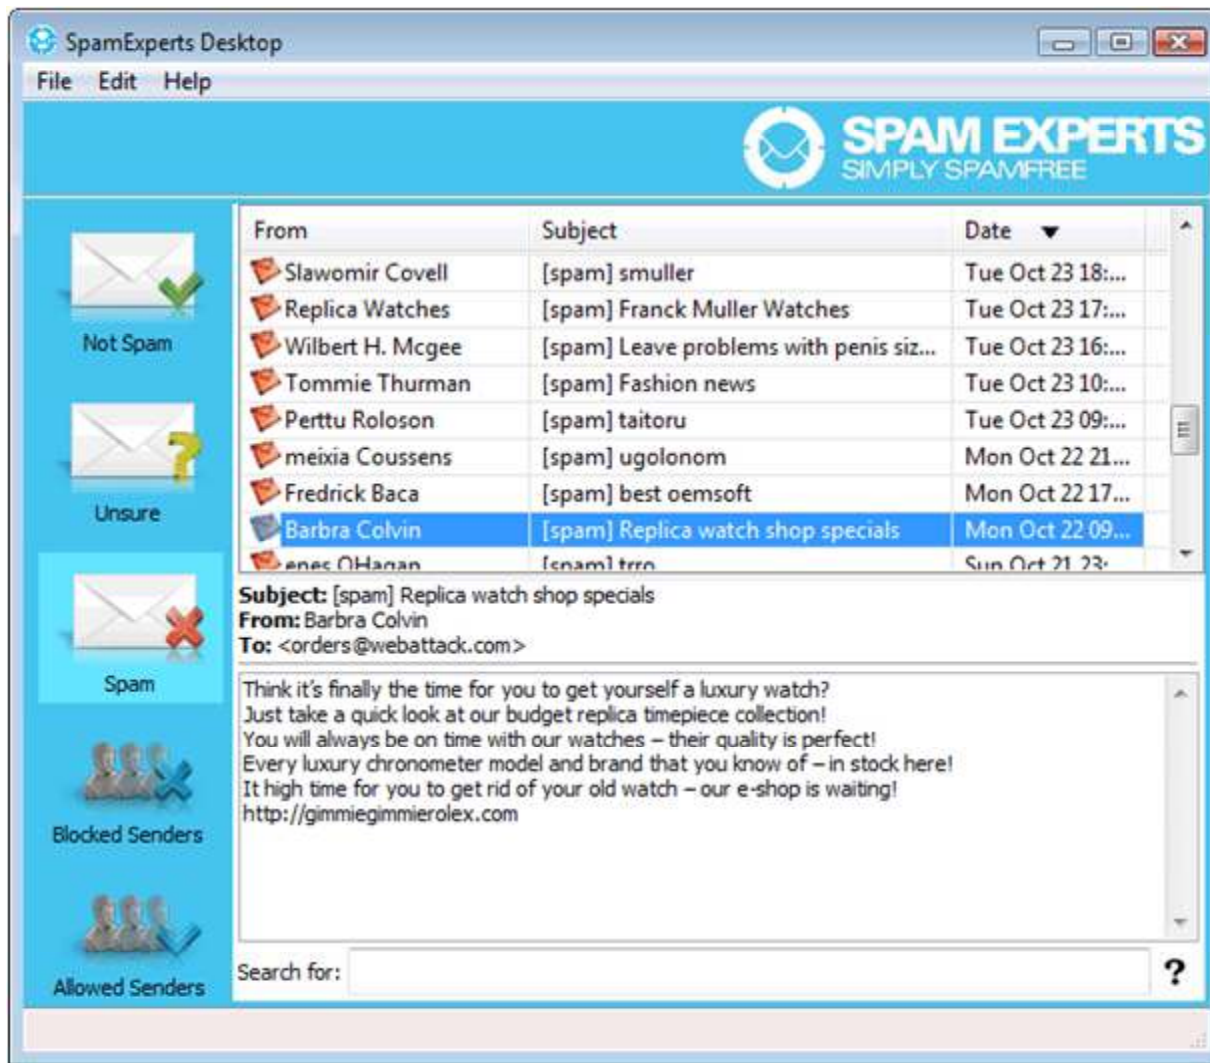 SpamExperts Desktop
File Edit Help
SPAM EXPERTS
SIMPLY SPAMFREE
Not Spam
Unsure
Spam
Blocked Senders
Allowed Senders
From Subject Date
Slawomir Covell [spam] smuller Tue Oct 23 18:...
Replica Watches [spam] Franck Muller Watches Tue Oct 23 17:...
Wilbert H. Mcgee [spam] Leave problems with penis siz... Tue Oct 23 16:...
Tommie Thurman [spam] Fashion news Tue Oct 23 10:...
Perttu Roloson [spam] taitoru Tue Oct 23 09:...
meixia Coussens [spam] ugolonom Mon Oct 22 21...
Fredrick Baca [spam] best oemsoft Mon Oct 22 17...
Barbra Colvin [spam] Replica watch shop specials Mon Oct 22 09...
enes OHagan [spam] trro Sun Oct 21 23:
Subject: [spam] Replica watch shop specials
From: Barbra Colvin
To: <orders@webattack.com>
Think it's finally the time for you to get yourself a luxury watch?
Just take a quick look at our budget replica timepiece collection!
You will always be on time with our watches – their quality is perfect!
Every luxury chronometer model and brand that you know of – in stock here!
It high time for you to get rid of your old watch – our e-shop is waiting!
http://gimmiegimmierolex.com
Search for: ?